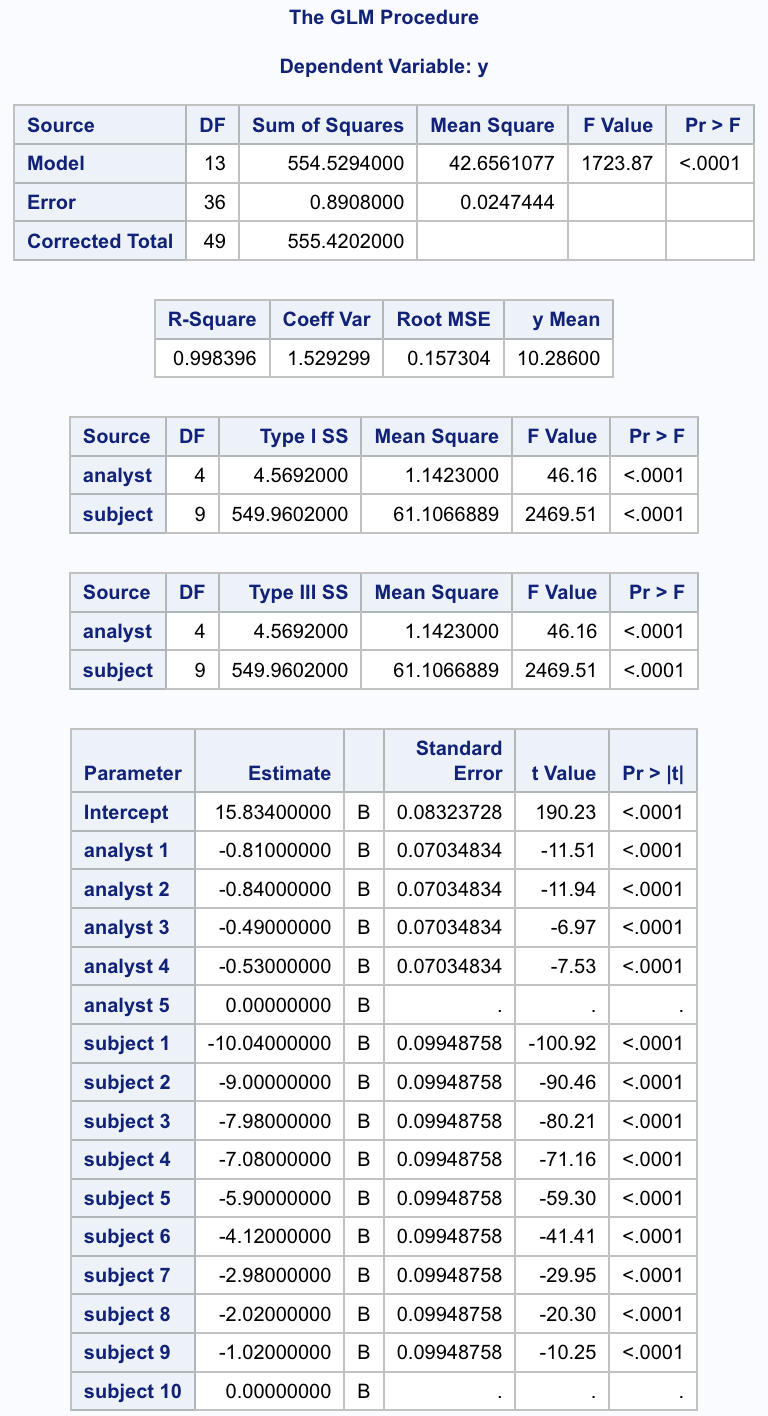 The GLM Procedure
Dependent Variable: y
Source DF Sum of Squares Mean Square F Value Pr > F
Model 13 554.5294000 42.6561077 1723.87 <.0001
Error 36 0.8908000 0.0247444
Corrected Total 49 555.4202000
R-Square Coeff Var Root MSE y Mean
0.998396 1.529299 0.157304 10.28600
Source DF Type I SS Mean Square F Value Pr > F
analyst 4 4.5692000 1.1423000 46.16 <.0001
subject 9 549.9602000 61.1066889 2469.51 <.0001
Source DF Type III SS Mean Square F Value Pr > F
analyst 4 4.5692000 1.1423000 46.16 <.0001
subject 9 549.9602000 61.1066889 2469.51 <.0001
Standard
Parameter Estimate Error t Value Pr > |t|
Intercept 15.83400000 B 0.08323728 190.23 <.0001
analyst 1 -0.81000000 B 0.07034834 -11.51 <.0001
analyst 2 -0.84000000 B 0.07034834 -11.94 <.0001
analyst 3 -0.49000000 B 0.07034834 -6.97 <.0001
analyst 4 -0.53000000 B 0.07034834 -7.53 <.0001
analyst 5 0.00000000 B . . .
subject 1 -10.04000000 B 0.09948758 -100.92 <.0001
subject 2 -9.00000000 B 0.09948758 -90.46 <.0001
subject 3 -7.98000000 B 0.09948758 -80.21 <.0001
subject 4 -7.08000000 B 0.09948758 -71.16 <.0001
subject 5 -5.90000000 B 0.09948758 -59.30 <.0001
subject 6 -4.12000000 B 0.09948758 -41.41 <.0001
subject 7 -2.98000000 B 0.09948758 -29.95 <.0001
subject 8 -2.02000000 B 0.09948758 -20.30 <.0001
subject 9 -1.02000000 B 0.09948758 -10.25 <.0001
subject 10 0.00000000 B . . .